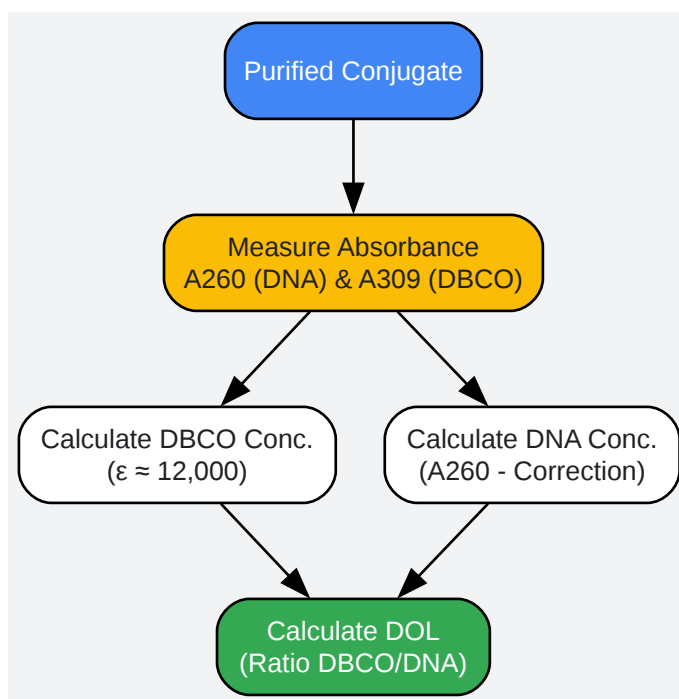 Purified Conjugate
Measure Absorbance
A260 (DNA) & A309 (DBCO)
Calculate DBCO Conc.
(ε ≈ 12,000)
Calculate DNA Conc.
(A260 - Correction)
Calculate DOL
(Ratio DBCO/DNA)